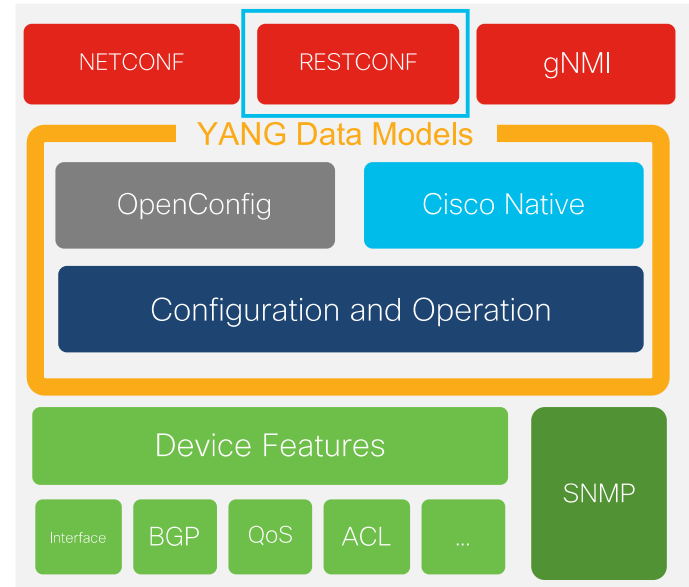 NETCONF
RESTCONF
gNMI
YANG Data Models
OpenConfig
Cisco Native
Configuration and Operation
Device Features
SNMP
Interface
BGP
QoS
ACL
...